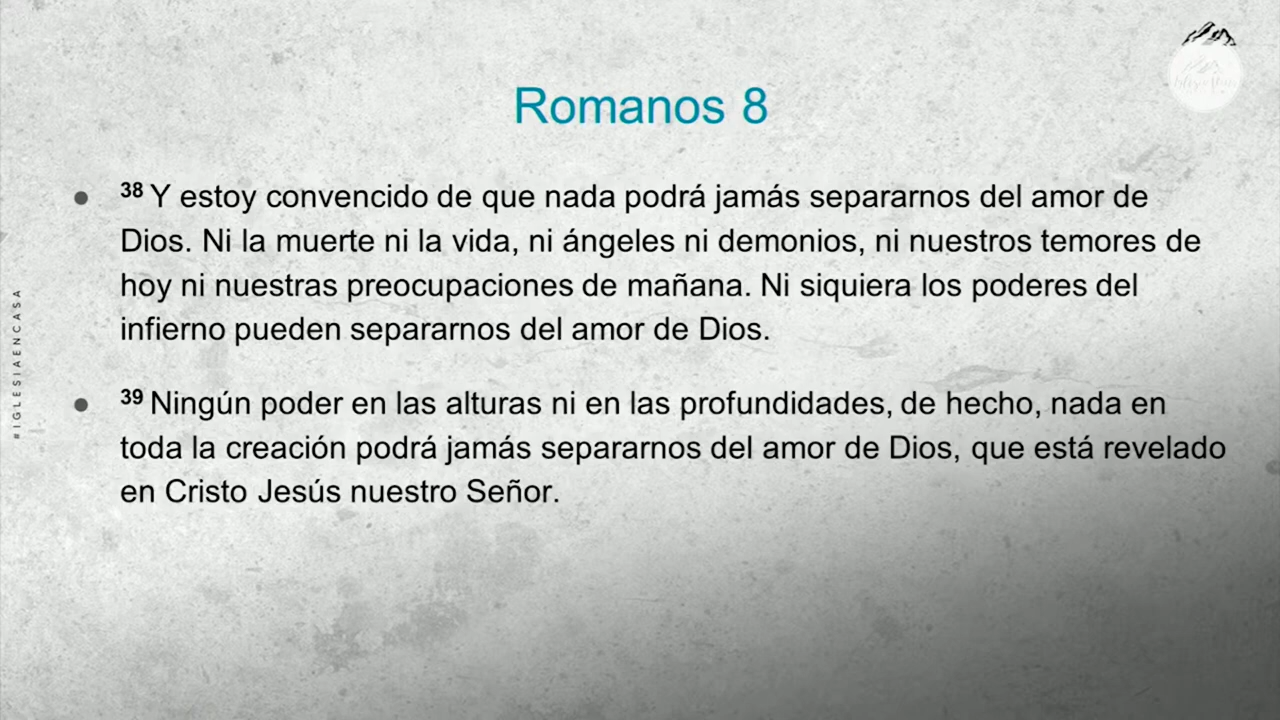 Romanos 8
● 38 Y estoy convencido de que nada podrá jamás separarnos del amor de
Dios. Ni la muerte ni la vida, ni ángeles ni demonios, ni nuestros temores de
hoy ni nuestras preocupaciones de mañana. Ni siquiera los poderes del
infierno pueden separarnos del amor de Dios.
● 39 Ningún poder en las alturas ni en las profundidades, de hecho, nada en
toda la creación podrá jamás separarnos del amor de Dios, que está revelado
en Cristo Jesús nuestro Señor.
#IGLESIAENCASA